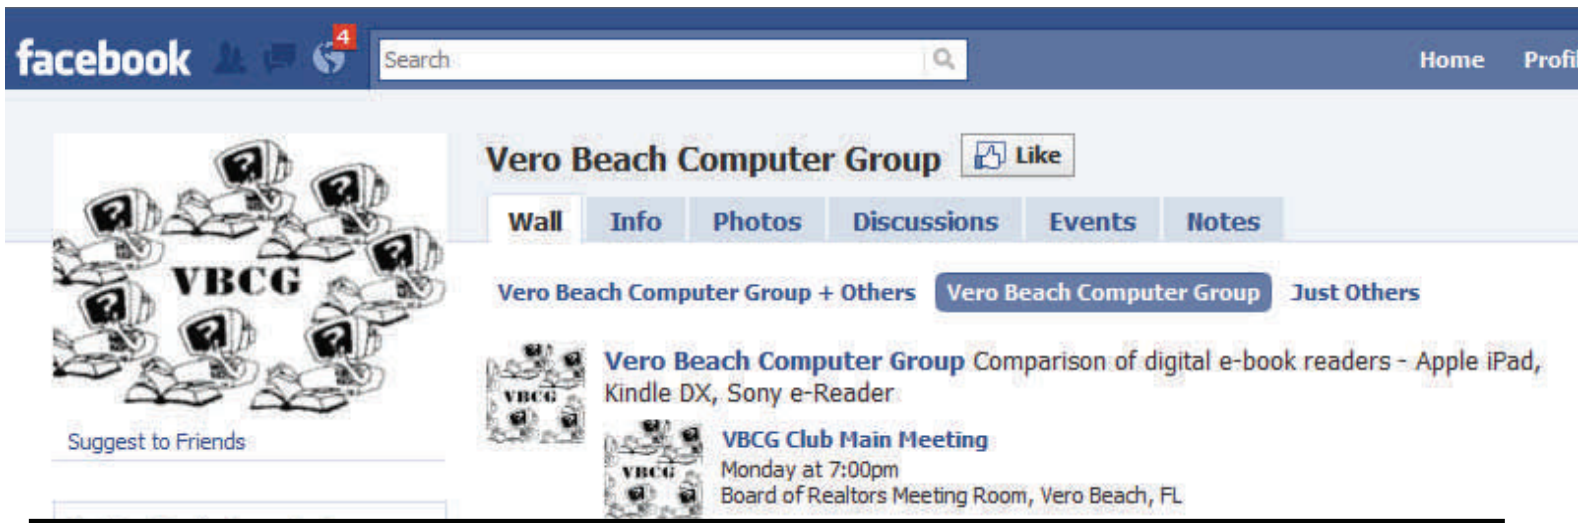 facebook 4 Search Home Profil
VBCG
Suggest to Friends
Vero Beach Computer Group Like
Wall Info Photos Discussions Events Notes
Vero Beach Computer Group + Others Vero Beach Computer Group Just Others
VBCG
Vero Beach Computer Group Comparison of digital e-book readers - Apple iPad,
Kindle DX, Sony e-Reader
VBCG
VBCG Club Main Meeting
Monday at 7:00pm
Board of Realtors Meeting Room, Vero Beach, FL